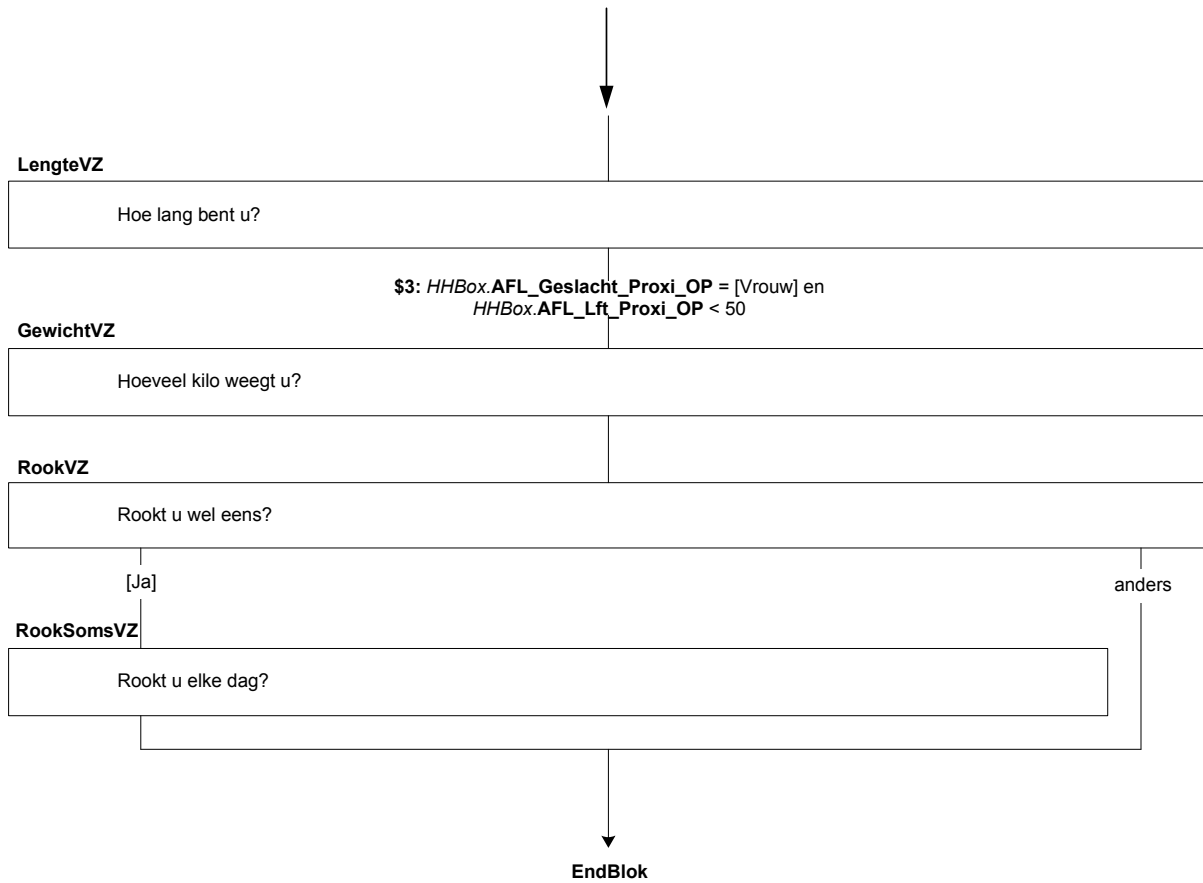 LengteVZ
Hoe lang bent u?
$3: HHBox.AFL_Geslacht_Proxi_OP = [Vrouw] en
HHBox.AFL_Lft_Proxi_OP < 50
GewichtVZ
Hoeveel kilo weegt u?
RookVZ
Rookt u wel eens?
[Ja]
anders
RookSomsVZ
Rookt u elke dag?
EndBlok